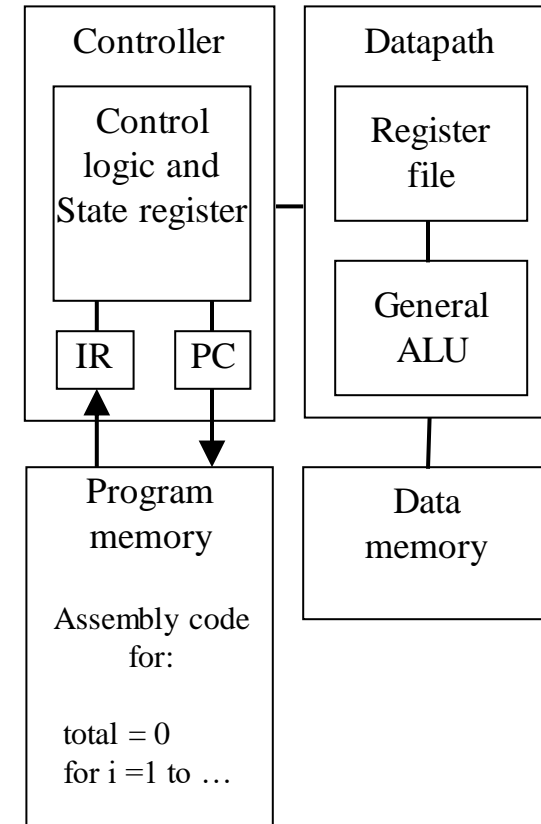 Controller
Control
logic and
State register
IR
PC
Datapath
Register
file
General
ALU
Program
memory
Assembly code
for:
total = 0
for i =1 to …
Data
memory